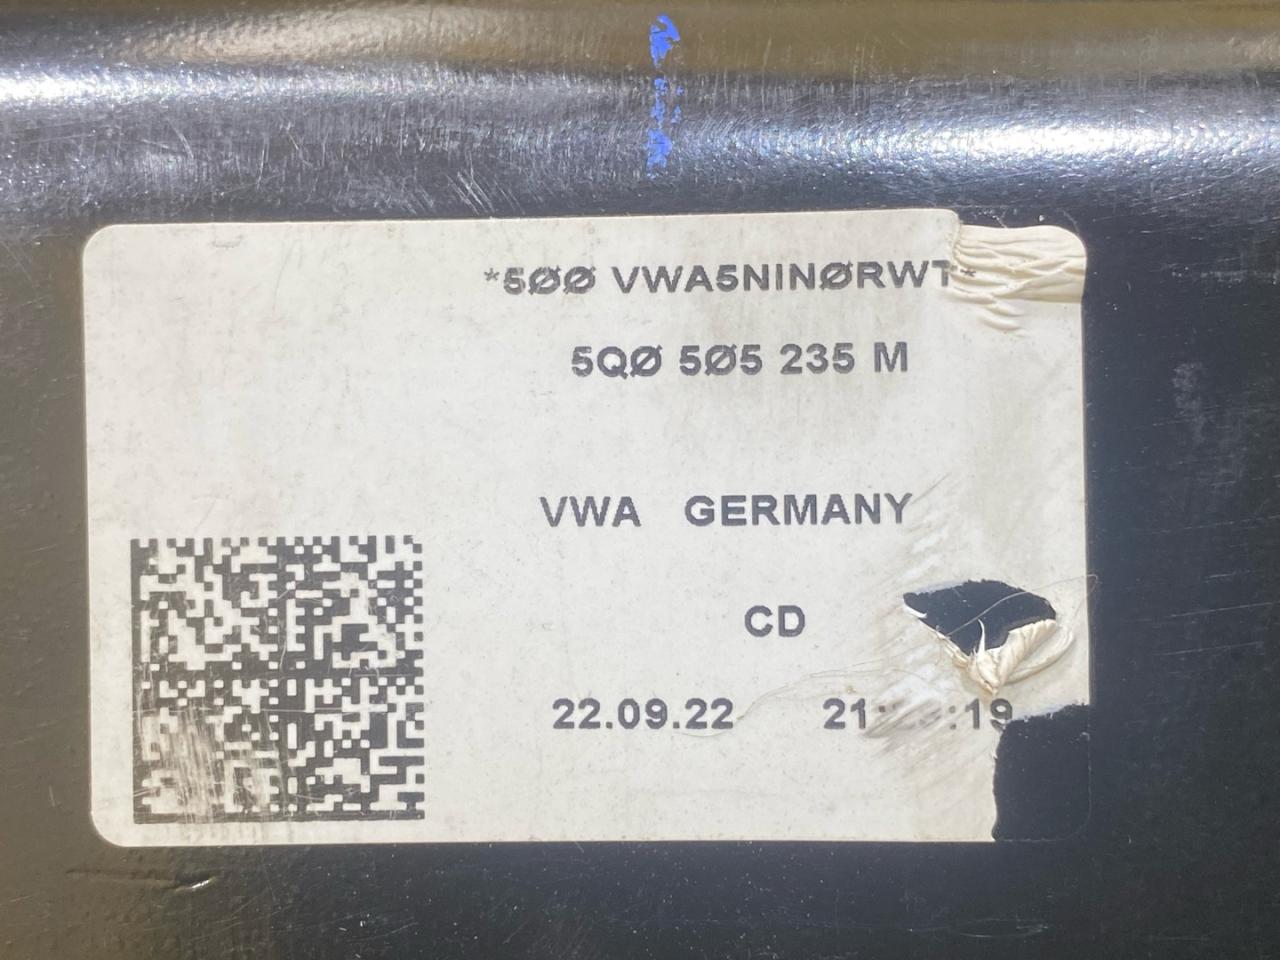 *5ØØ VWA5NINØRWT*
5QØ 5Ø5 235 M
VWA GERMANY
CD
22.09.22